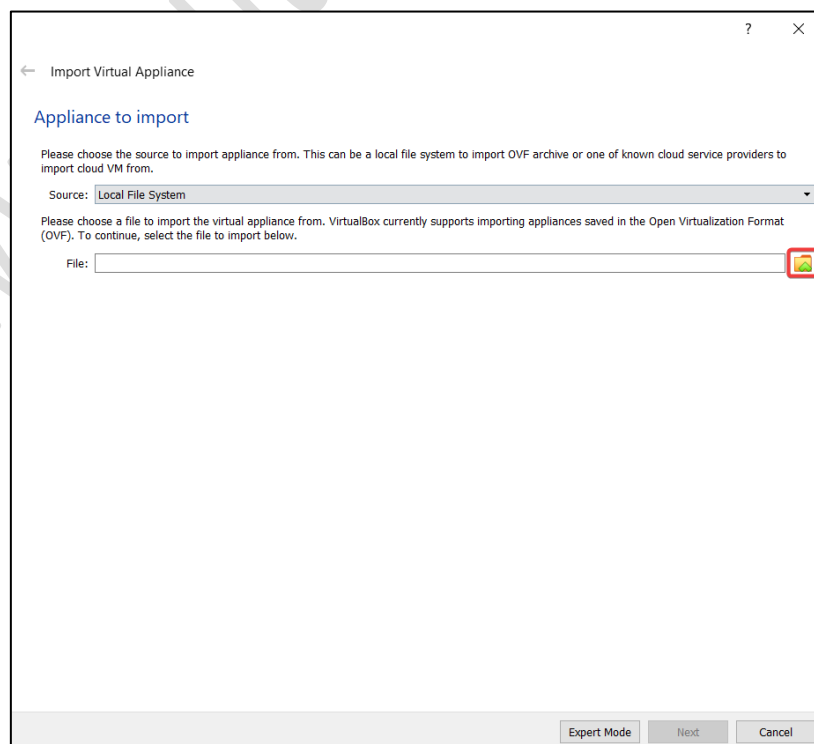 ?
Import Virtual Appliance
Appliance to import
Please choose the source to import appliance from. This can be a local file system to import OVF archive or one of known cloud service providers to
import cloud VM from.
Source: Local File System
Please choose a file to import the virtual appliance from. VirtualBox currently supports importing appliances saved in the Open Virtualization Format
(OVF). To continue, select the file to import below.
File:
Expert Mode Next Cancel